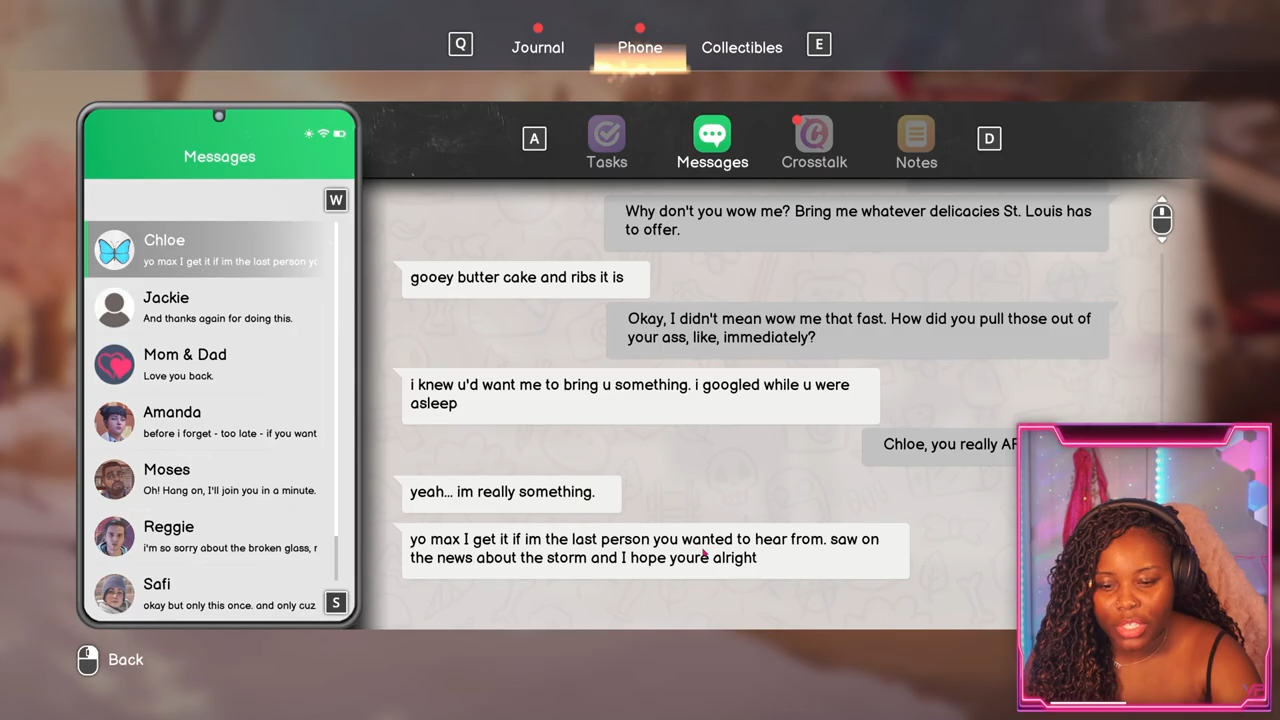 Q
Journal
Phone
Collectibles
E
Messages
A
Tasks
Messages
Crosstalk
Notes
D
W
Chloe
yo max I get it if im the last person yo
Jackie
And thanks again for doing this.
Mom & Dad
Love you back.
Amanda
before i forget - too late - if you want
Moses
Oh! Hang on, I'll join you in a minute.
Reggie
i'm so sorry about the broken glass, r
Safi
okay but only this once. and only cuz
S
Why don't you wow me? Bring me whatever delicacies St. Louis has
to offer.
gooey butter cake and ribs it is
Okay, I didn't mean wow me that fast. How did you pull those out of
your ass, like, immediately?
i knew u'd want me to bring u something. i googled while u were
asleep
Chloe, you really
yeah... im really something.
yo max I get it if im the last person you wanted to hear from. saw on
the news about the storm and I hope youre alright
Back